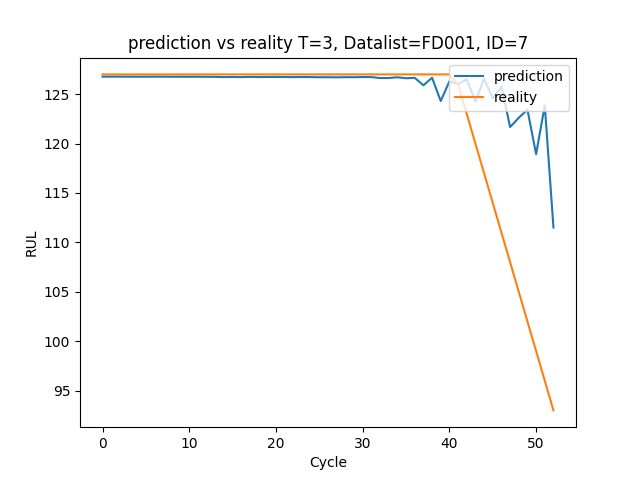 prediction vs reality T=3, Datalist=FD001, ID=7
prediction
reality
125
120
115
110
105
100
95
RUL
0 10 20 30 40 50
Cycle